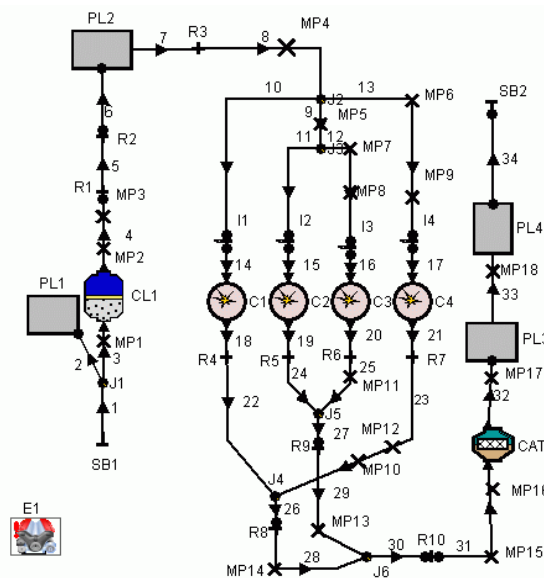 PL2
7
R3
8
MP4
6
10
J2
13
MP6
SB2
9
MP5
R2
11
12
J3
MP7
34
5
R1
MP3
MP8
MP9
4
I1
I2
I3
I4
PL4
MP2
14
15
16
17
MP18
PL1
CL1
C1
C2
C3
C4
33
MP1
18
19
20
21
PL3
2
3
R4
R5
R6
R7
J1
24
25
MP11
MP17
1
22
J5
23
32
27
MP12
SB1
R9
MP10
CAT
J4
29
E1
26
MP16
R8
MP13
R10
MP14
28
J6
30
31
MP15